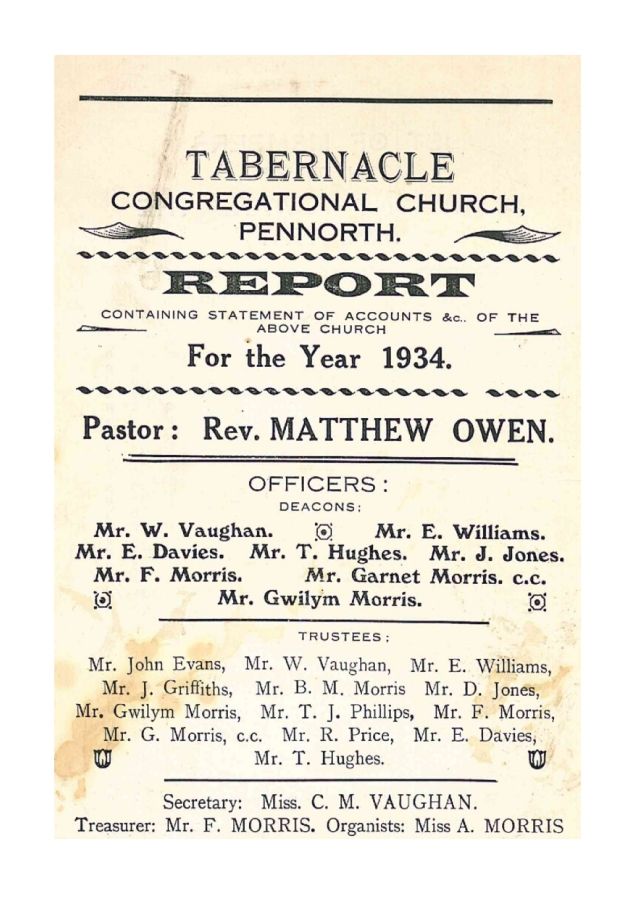 TABERNACLE
CONGREGATIONAL CHURCH,
PENNORTH.
REPORT
CONTAINING STATEMENT OF ACCOUNTS &c.. OF THE
ABOVE CHURCH
For the Year 1934.
Pastor: Rev. MATTHEW OWEN.
OFFICERS:
DEACONS;
Mr. W. Vaughan. Mr. E. Williams.
Mr. E. Davies. Mr. T. Hughes. Mr. J. Jones.
Mr. F. Morris. Mr. Garnet Morris. c.c.
Mr. Gwilym Morris.
TRUSTEES;
Mr. John Evans, Mr. W. Vaughan, Mr. E. Williams,
Mr. J. Griffiths, Mr. B. M. Morris Mr. D. Jones,
Mr. Gwilym Morris, Mr. T. J. Phillips, Mr. F. Morris,
Mr. G. Morris, c.c. Mr. R. Price, Mr. E. Davies,
Mr. T. Hughes.
Secretary: Miss. C. M. VAUGHAN.
Treasurer: Mr. F. MORRIS. Organists: Miss A. MORRIS